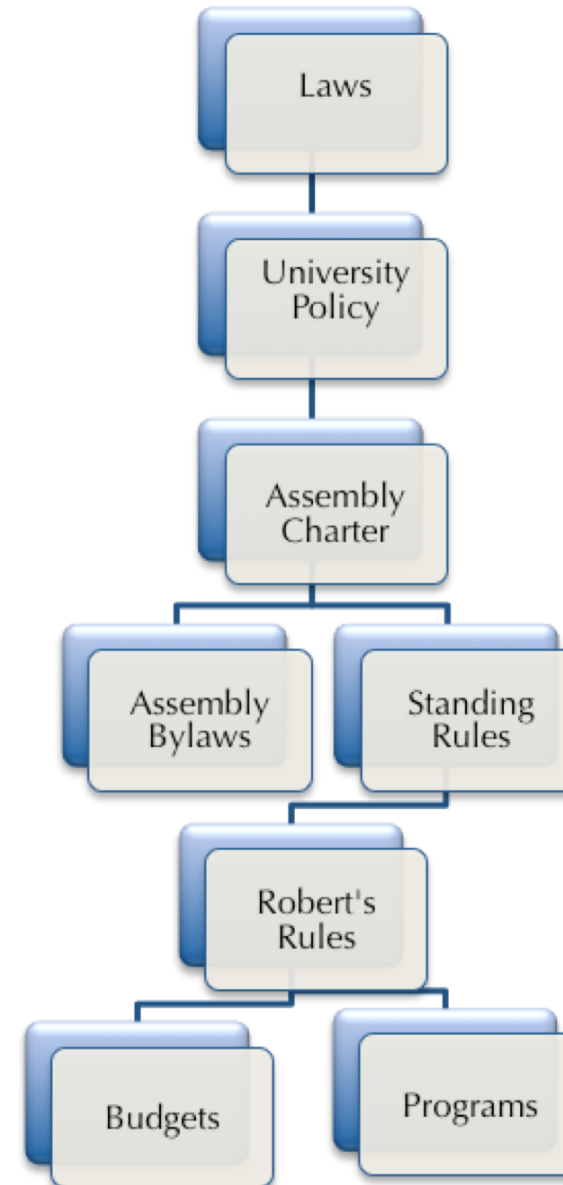 Laws
University
Policy
Assembly
Charter
Assembly
Bylaws
Standing
Rules
Robert's
Rules
Budgets
Programs